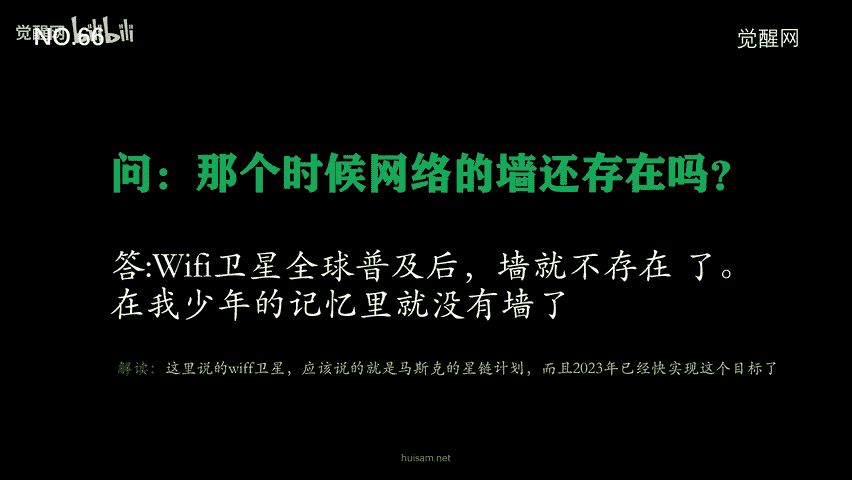 觉醒网 bilibili
NO.66
觉醒网
问：那个时候网络的墙还存在吗？
答:Wifi卫星全球普及后，墙就不存在 了。
在我少年的记忆里就没有墙了
解读：这里说的wiff卫星，应该说的就是马斯克的星链计划，而且2023年已经快实现这个目标了
huisam.net